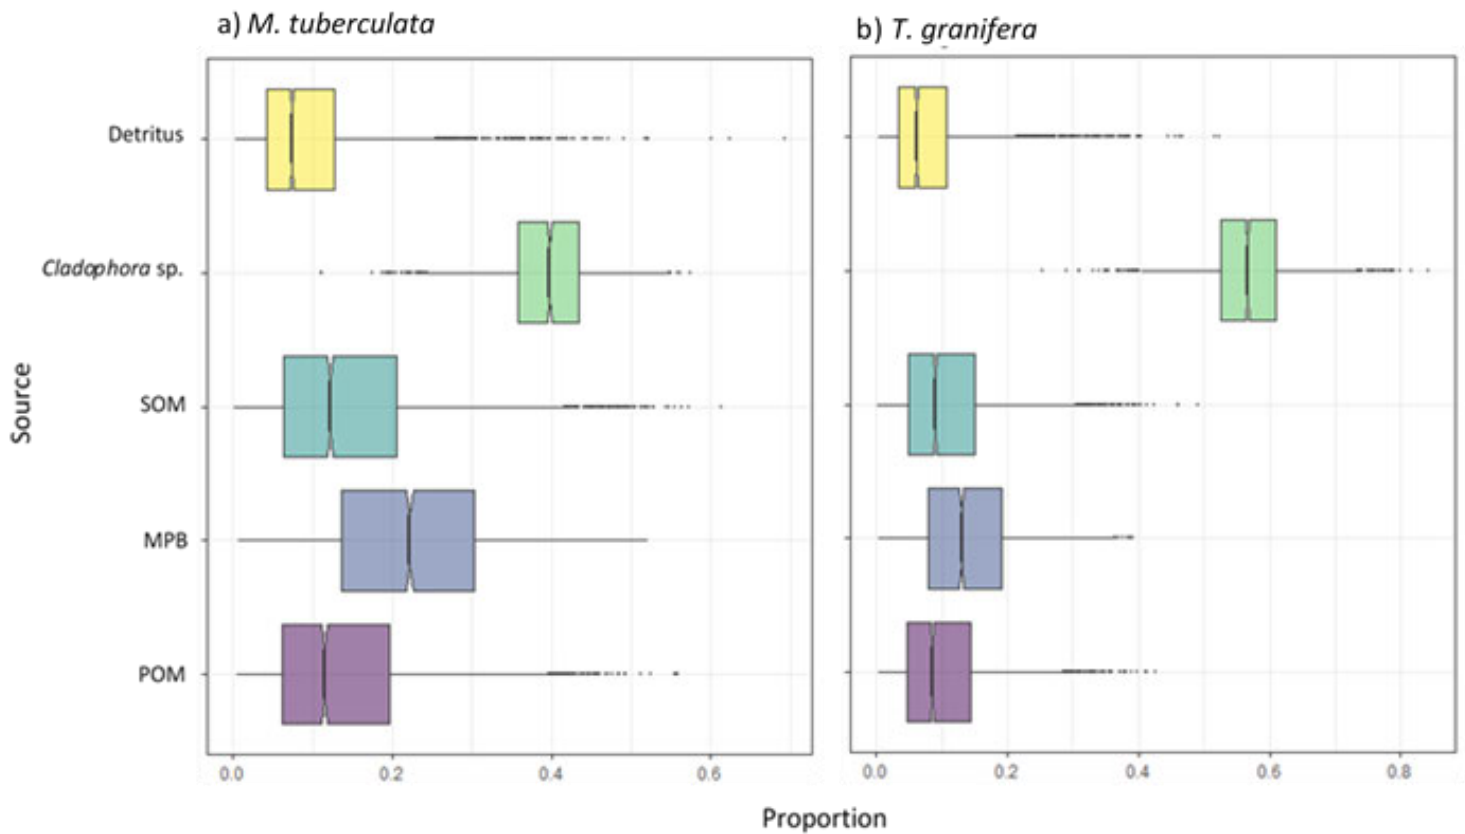 a) M. tuberculata
b) T. granifera
Detritus
Cladophora sp.
SOM
MPB
POM
Source
0.0 0.2 0.4 0.6
0.0 0.2 0.4 0.6 0.8
Proportion